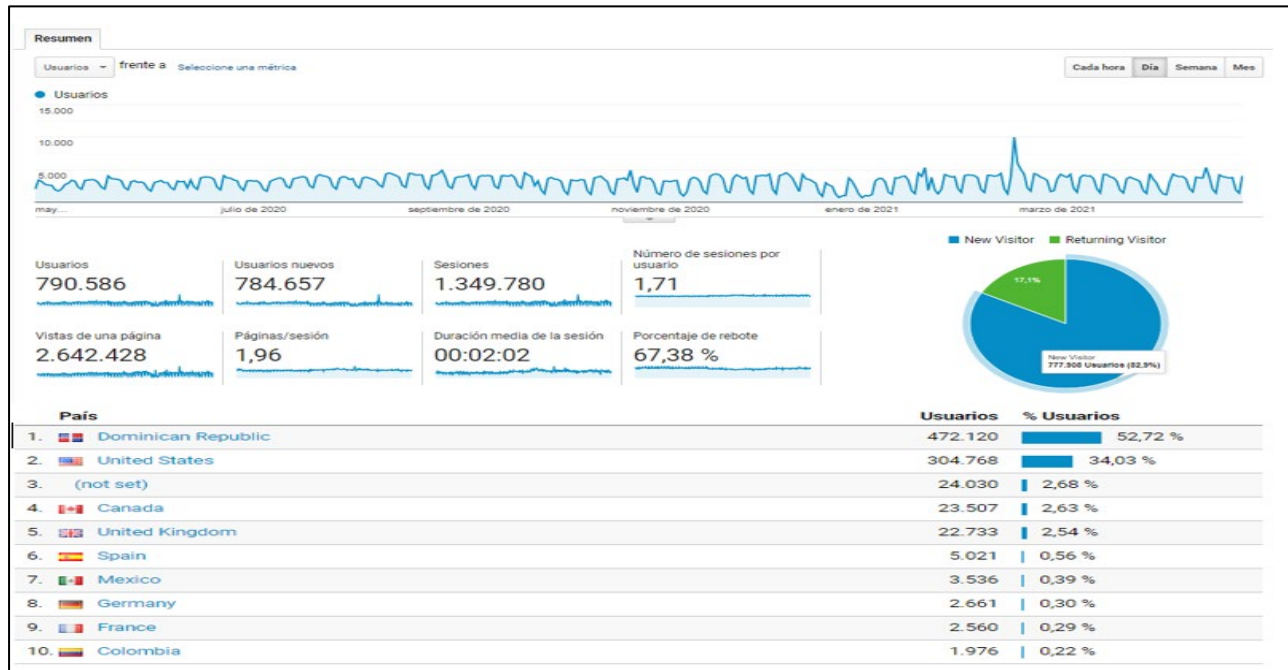 Resumen
Usuarios frente a Seleccione una métrica
Cada hora Día Semana Mes
Usuarios
15.000
10.000
5.000
may... julio de 2020 septiembre de 2020 noviembre de 2020 enero de 2021 marzo de 2021
New Visitor Returning Visitor
17,1%
New Visitor
777.908 Usuarios (82,9%)
Usuarios
790.586
Usuarios nuevos
784.657
Sesiones
1.349.780
Número de sesiones por
usuario
1,71
Vistas de una página
2.642.428
Páginas/sesión
1,96
Duración media de la sesión
00:02:02
Porcentaje de rebote
67,38 %
País Usuarios % Usuarios
1. Dominican Republic 472.120 52,72 %
2. United States 304.768 34,03 %
3. (not set) 24.030 2,68 %
4. Canada 23.507 2,63 %
5. United Kingdom 22.733 2,54 %
6. Spain 5.021 0,56 %
7. Mexico 3.536 0,39 %
8. Germany 2.661 0,30 %
9. France 2.560 0,29 %
10. Colombia 1.976 0,22 %